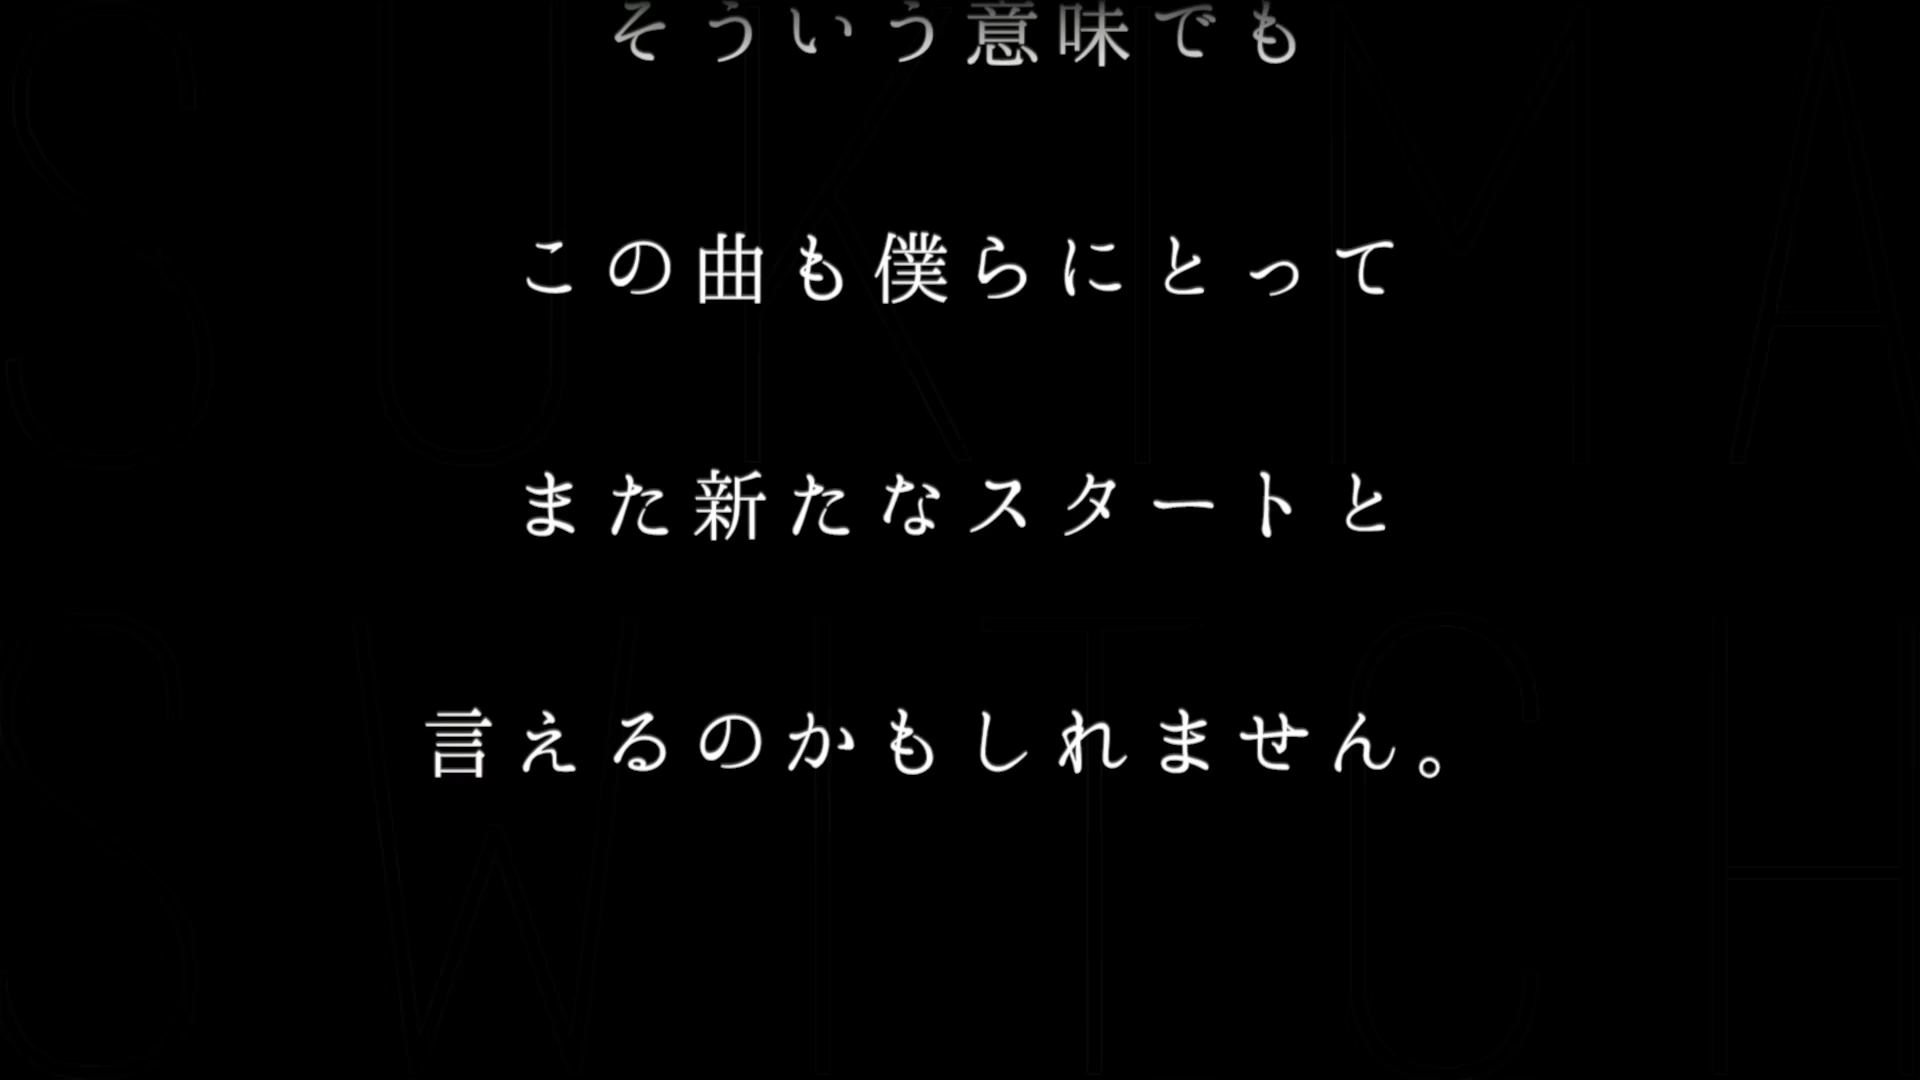 そういう意味でも
この曲も僕らにとって
また新たなスタートと
言えるのかもしれません。
SUKIMA
SWITCH